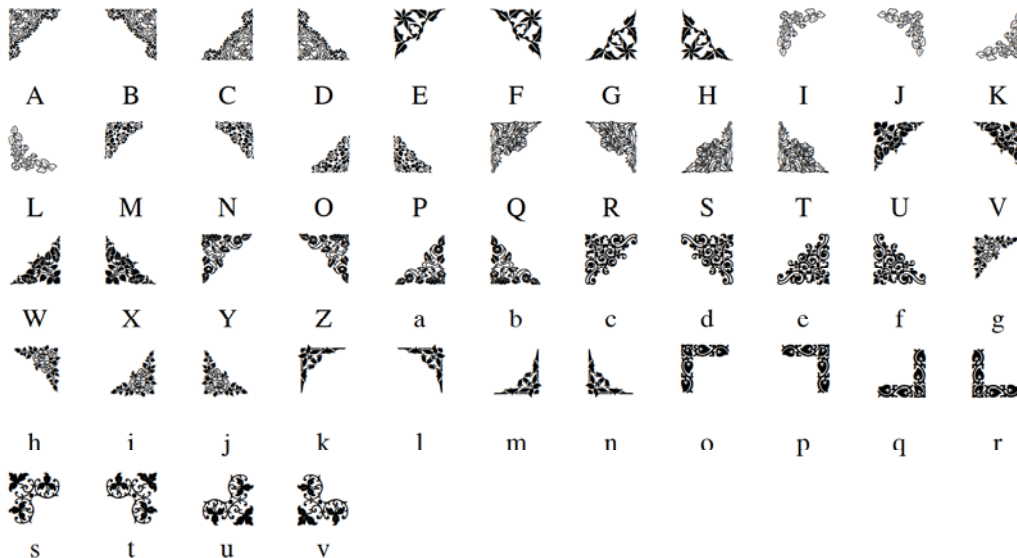 A B C D E F G H I J K
L M N O P Q R S T U V
W X Y Z a b c d e f g
h i j k l m n o p q r
s t u v